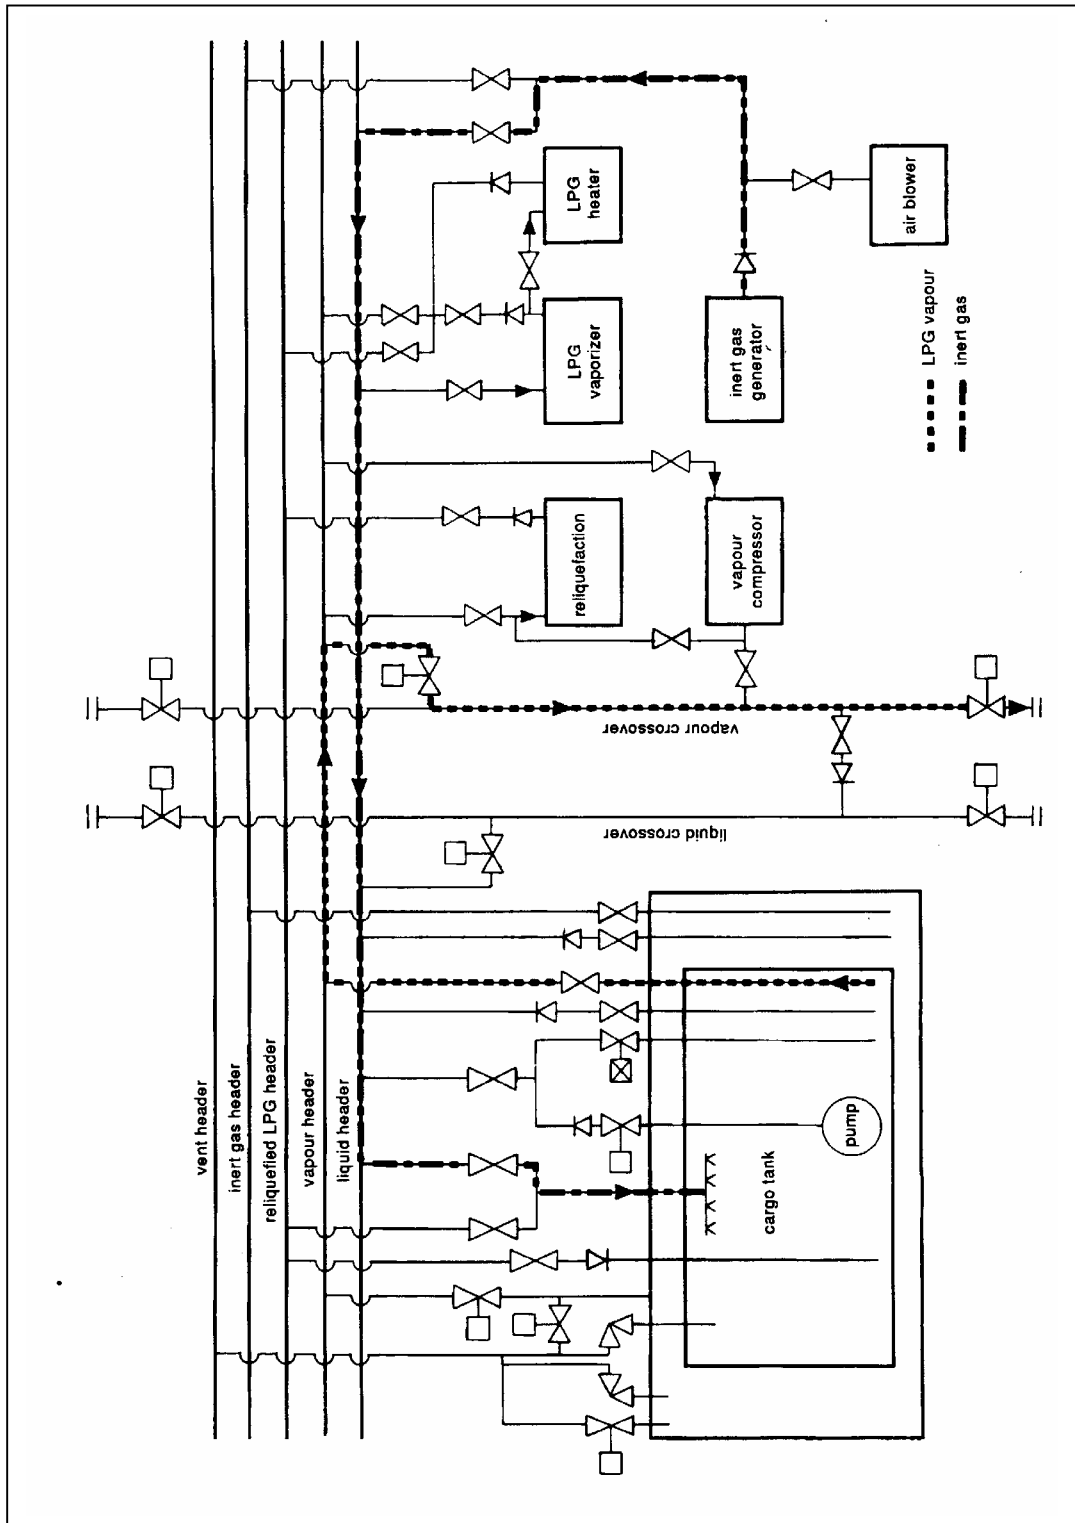 vent header
inert gas header
reliquefied LPG header
vapour header
liquid header
cargo tank
pump
liquid crossover
vapour crossover
reliquefaction
vapour
compressor
LPG
vaporizer
LPG
heater
inert gas
generator
air blower
LPG vapour
inert gas